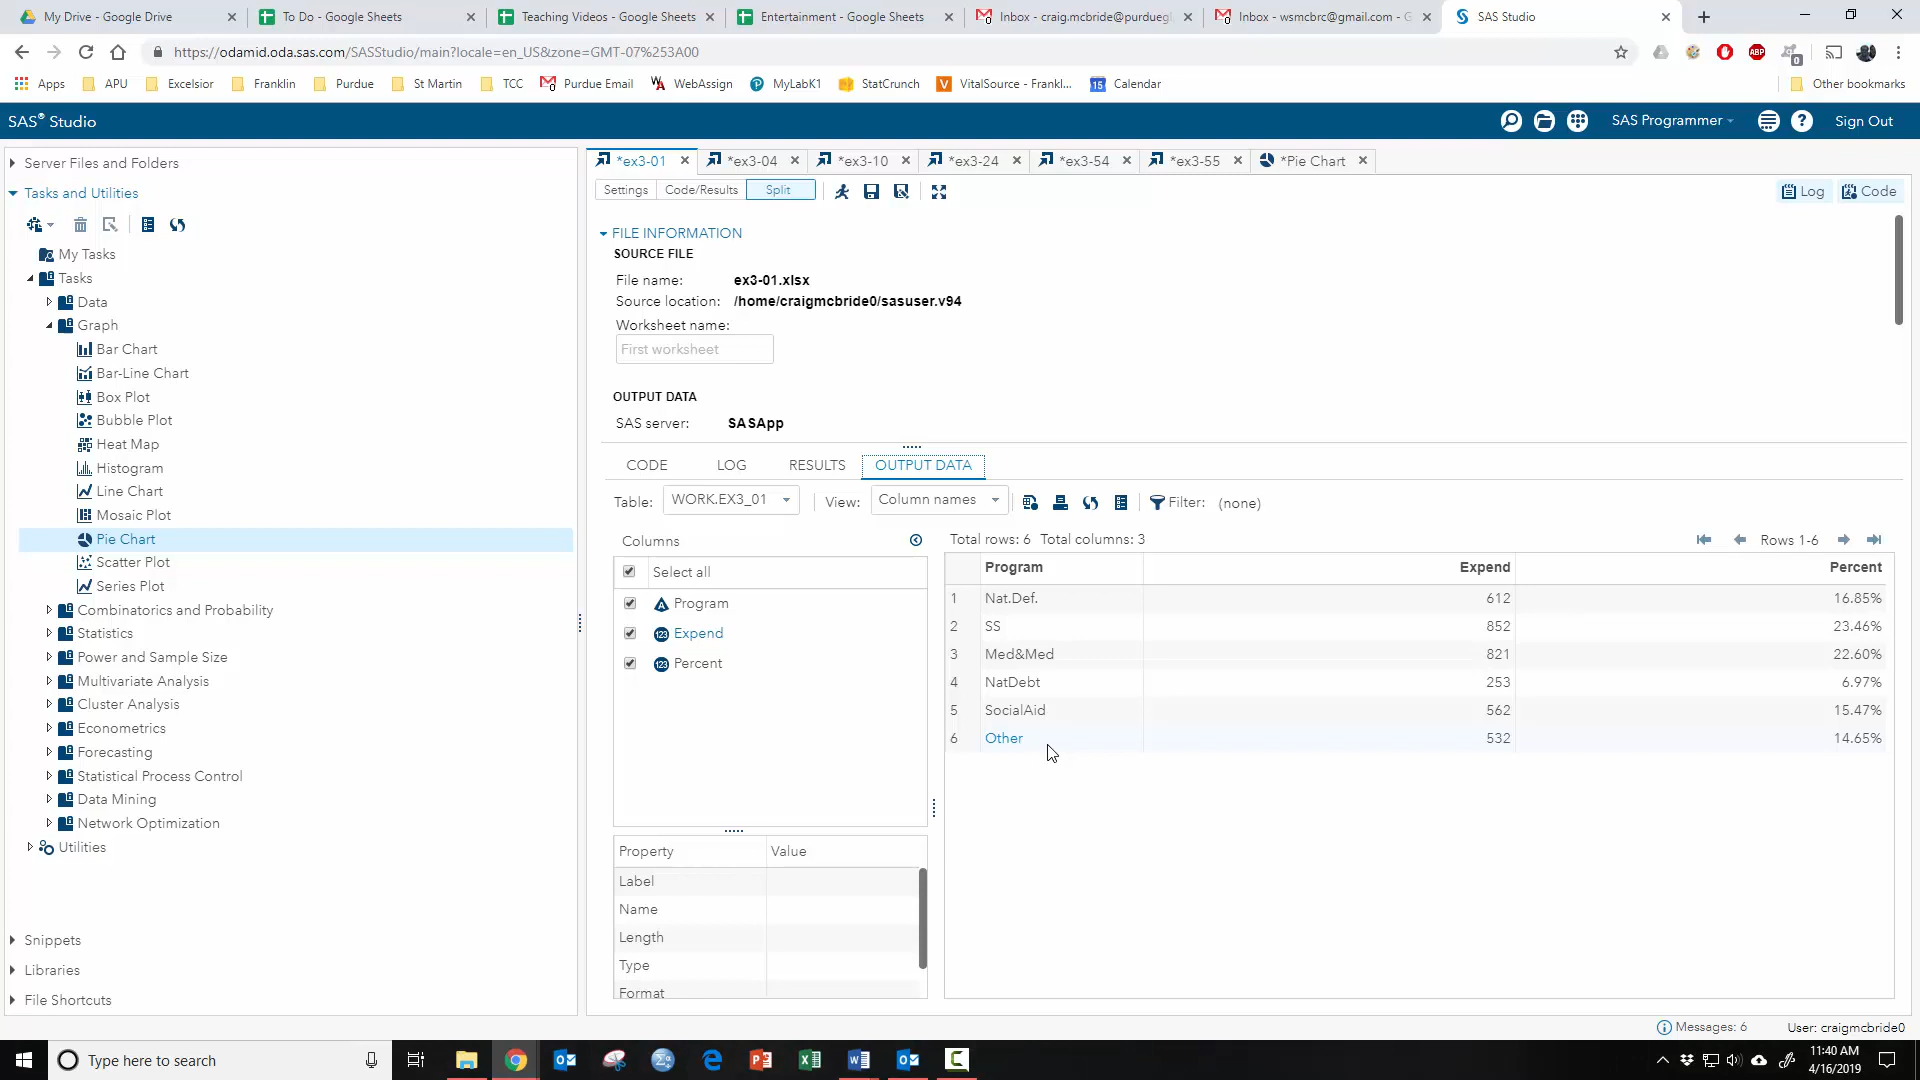 My Drive - Google Drive
To Do - Google Sheets
Teaching Videos - Google Sheets
Entertainment - Google Sheets
Inbox - craig.mcbride@purdueg
Inbox - wsmcbrc@gmail.com - G
SAS Studio
https://odamid.oda.sas.com/SASStudio/main?locale=en_US&zone=GMT-07%253A00
ABP
0
Apps
APU
Excelsior
Franklin
Purdue
St Martin
TCC
Purdue Email
WebAssign
MyLabK1
StatCrunch
VitalSource - Frankl...
15
Calendar
Other bookmarks
SAS® Studio
SAS Programmer
Sign Out
Server Files and Folders
Tasks and Utilities
My Tasks
Tasks
Data
Graph
Bar Chart
Bar-Line Chart
Box Plot
Bubble Plot
Heat Map
Histogram
Line Chart
Mosaic Plot
Pie Chart
Scatter Plot
Series Plot
Combinatorics and Probability
Statistics
Power and Sample Size
Multivariate Analysis
Cluster Analysis
Econometrics
Forecasting
Statistical Process Control
Data Mining
Network Optimization
Utilities
Snippets
Libraries
File Shortcuts
*ex3-01
*ex3-04
*ex3-10
*ex3-24
*ex3-54
*ex3-55
*Pie Chart
Settings
Code/Results
Split
Log
Code
FILE INFORMATION
SOURCE FILE
File name: ex3-01.xlsx
Source location: /home/craigmcbride0/sasuser.v94
Worksheet name:
First worksheet
OUTPUT DATA
SAS server: SASApp
CODE
LOG
RESULTS
OUTPUT DATA
Table: WORK.EX3_01
View: Column names
Filter: (none)
Columns
Select all
Program
Expend
Percent
Property Value
Label
Name
Length
Type
Format
Total rows: 6 Total columns: 3
Rows 1-6
Program Expend Percent
1 Nat.Def. 612 16.85%
2 SS 852 23.46%
3 Med&Med 821 22.60%
4 NatDebt 253 6.97%
5 SocialAid 562 15.47%
6 Other 532 14.65%
Messages: 6
User: craigmcbride0
Type here to search
11:40 AM
4/16/2019